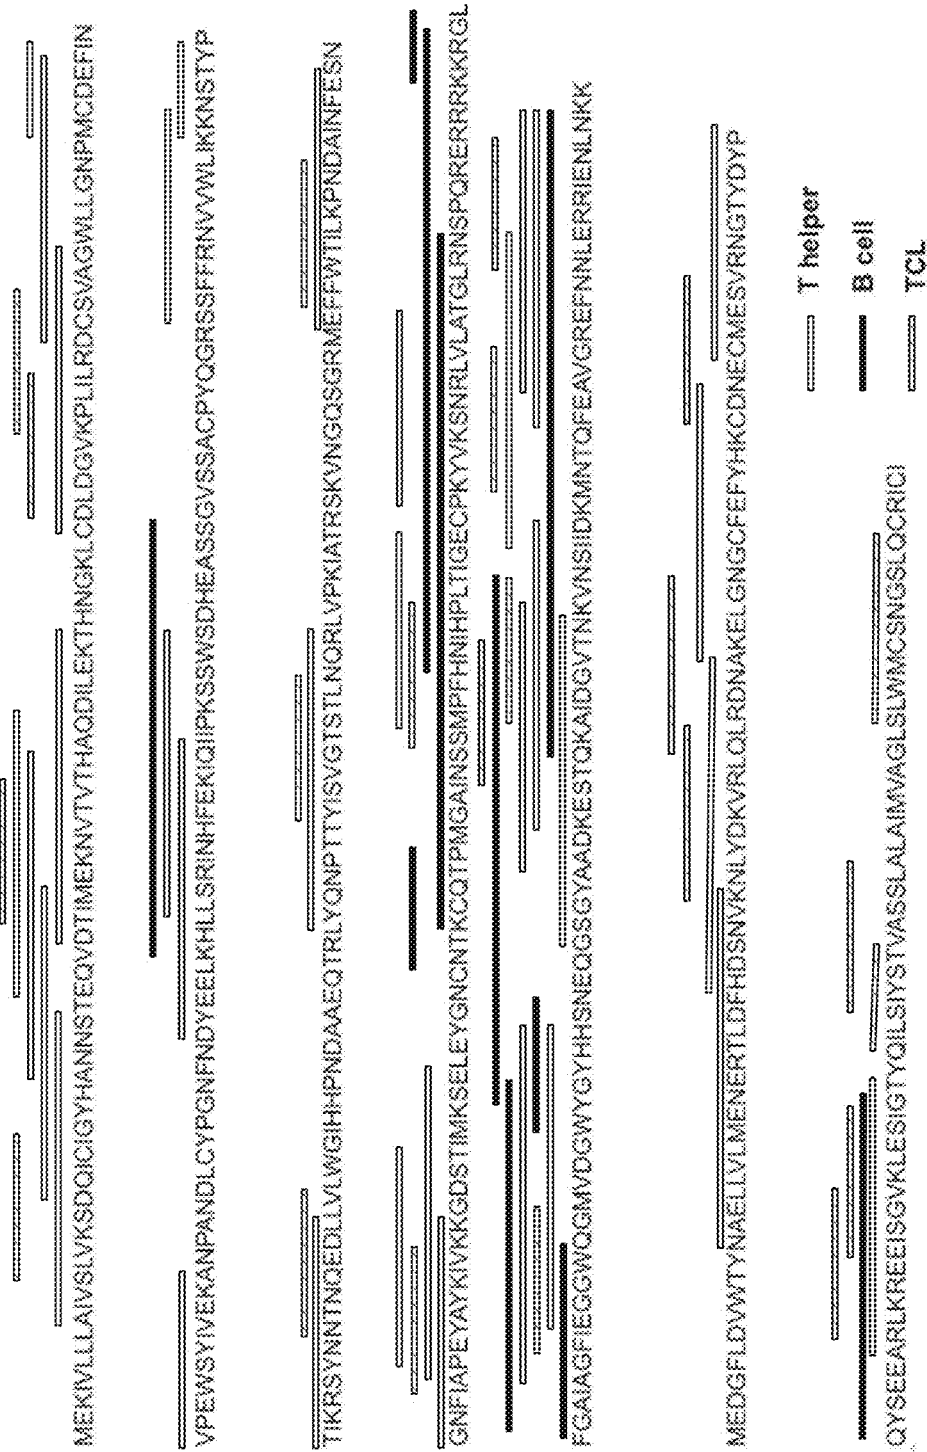 MEKIVLLLAIVSLVKSDQICIGYHANNSTEQVDTIMEKNVTVTHAQDILEKTHNGKLCDLDGVKPLILRDCSVAGWLLGNPMCDEFIN
VPEWSYIVEKANPANDLCYPGNFNDYEELKHLLSRINHFEKIQIIPKSSWSDHEASSGVSSACPYQGRSSFFRNVVWLIKKNSTYP
TIKRSYNNTNQEDLLVLWGIHHPNDAAEQTRLYQNPTTYISVGTSTLNQRLVPKIATRSKVNGQSGRMEFFWTILKPNDAINFESN
GNFIAPEYAYKIVKKGDSTIMKSELEYGNCNTKCQTPMGAINSSMPFHNIHPLTIGECPKYVKSNRLVLATGLRNSPQRERRRKKRGL
FGAIAGFIEGGWQGMVDGWYGYHHSNEQGSGYAADKESTQKAIDGVTNKVNSIIDKMNTQFEAVGREFNNLERRIENLNKK
MEDGFLDVWTYNAELLVLMENERTLDFHDSNVKNLYDKVRLQLRDNAKELGNGCFEFYHKCDNECMESVRNGTYDYP
T helper
B cell
QYSEEARLKREEISGVKLESIGTYQILSIYSTVASSLALAIMVAGLSLWMCSNGSLQCRICI
TCL